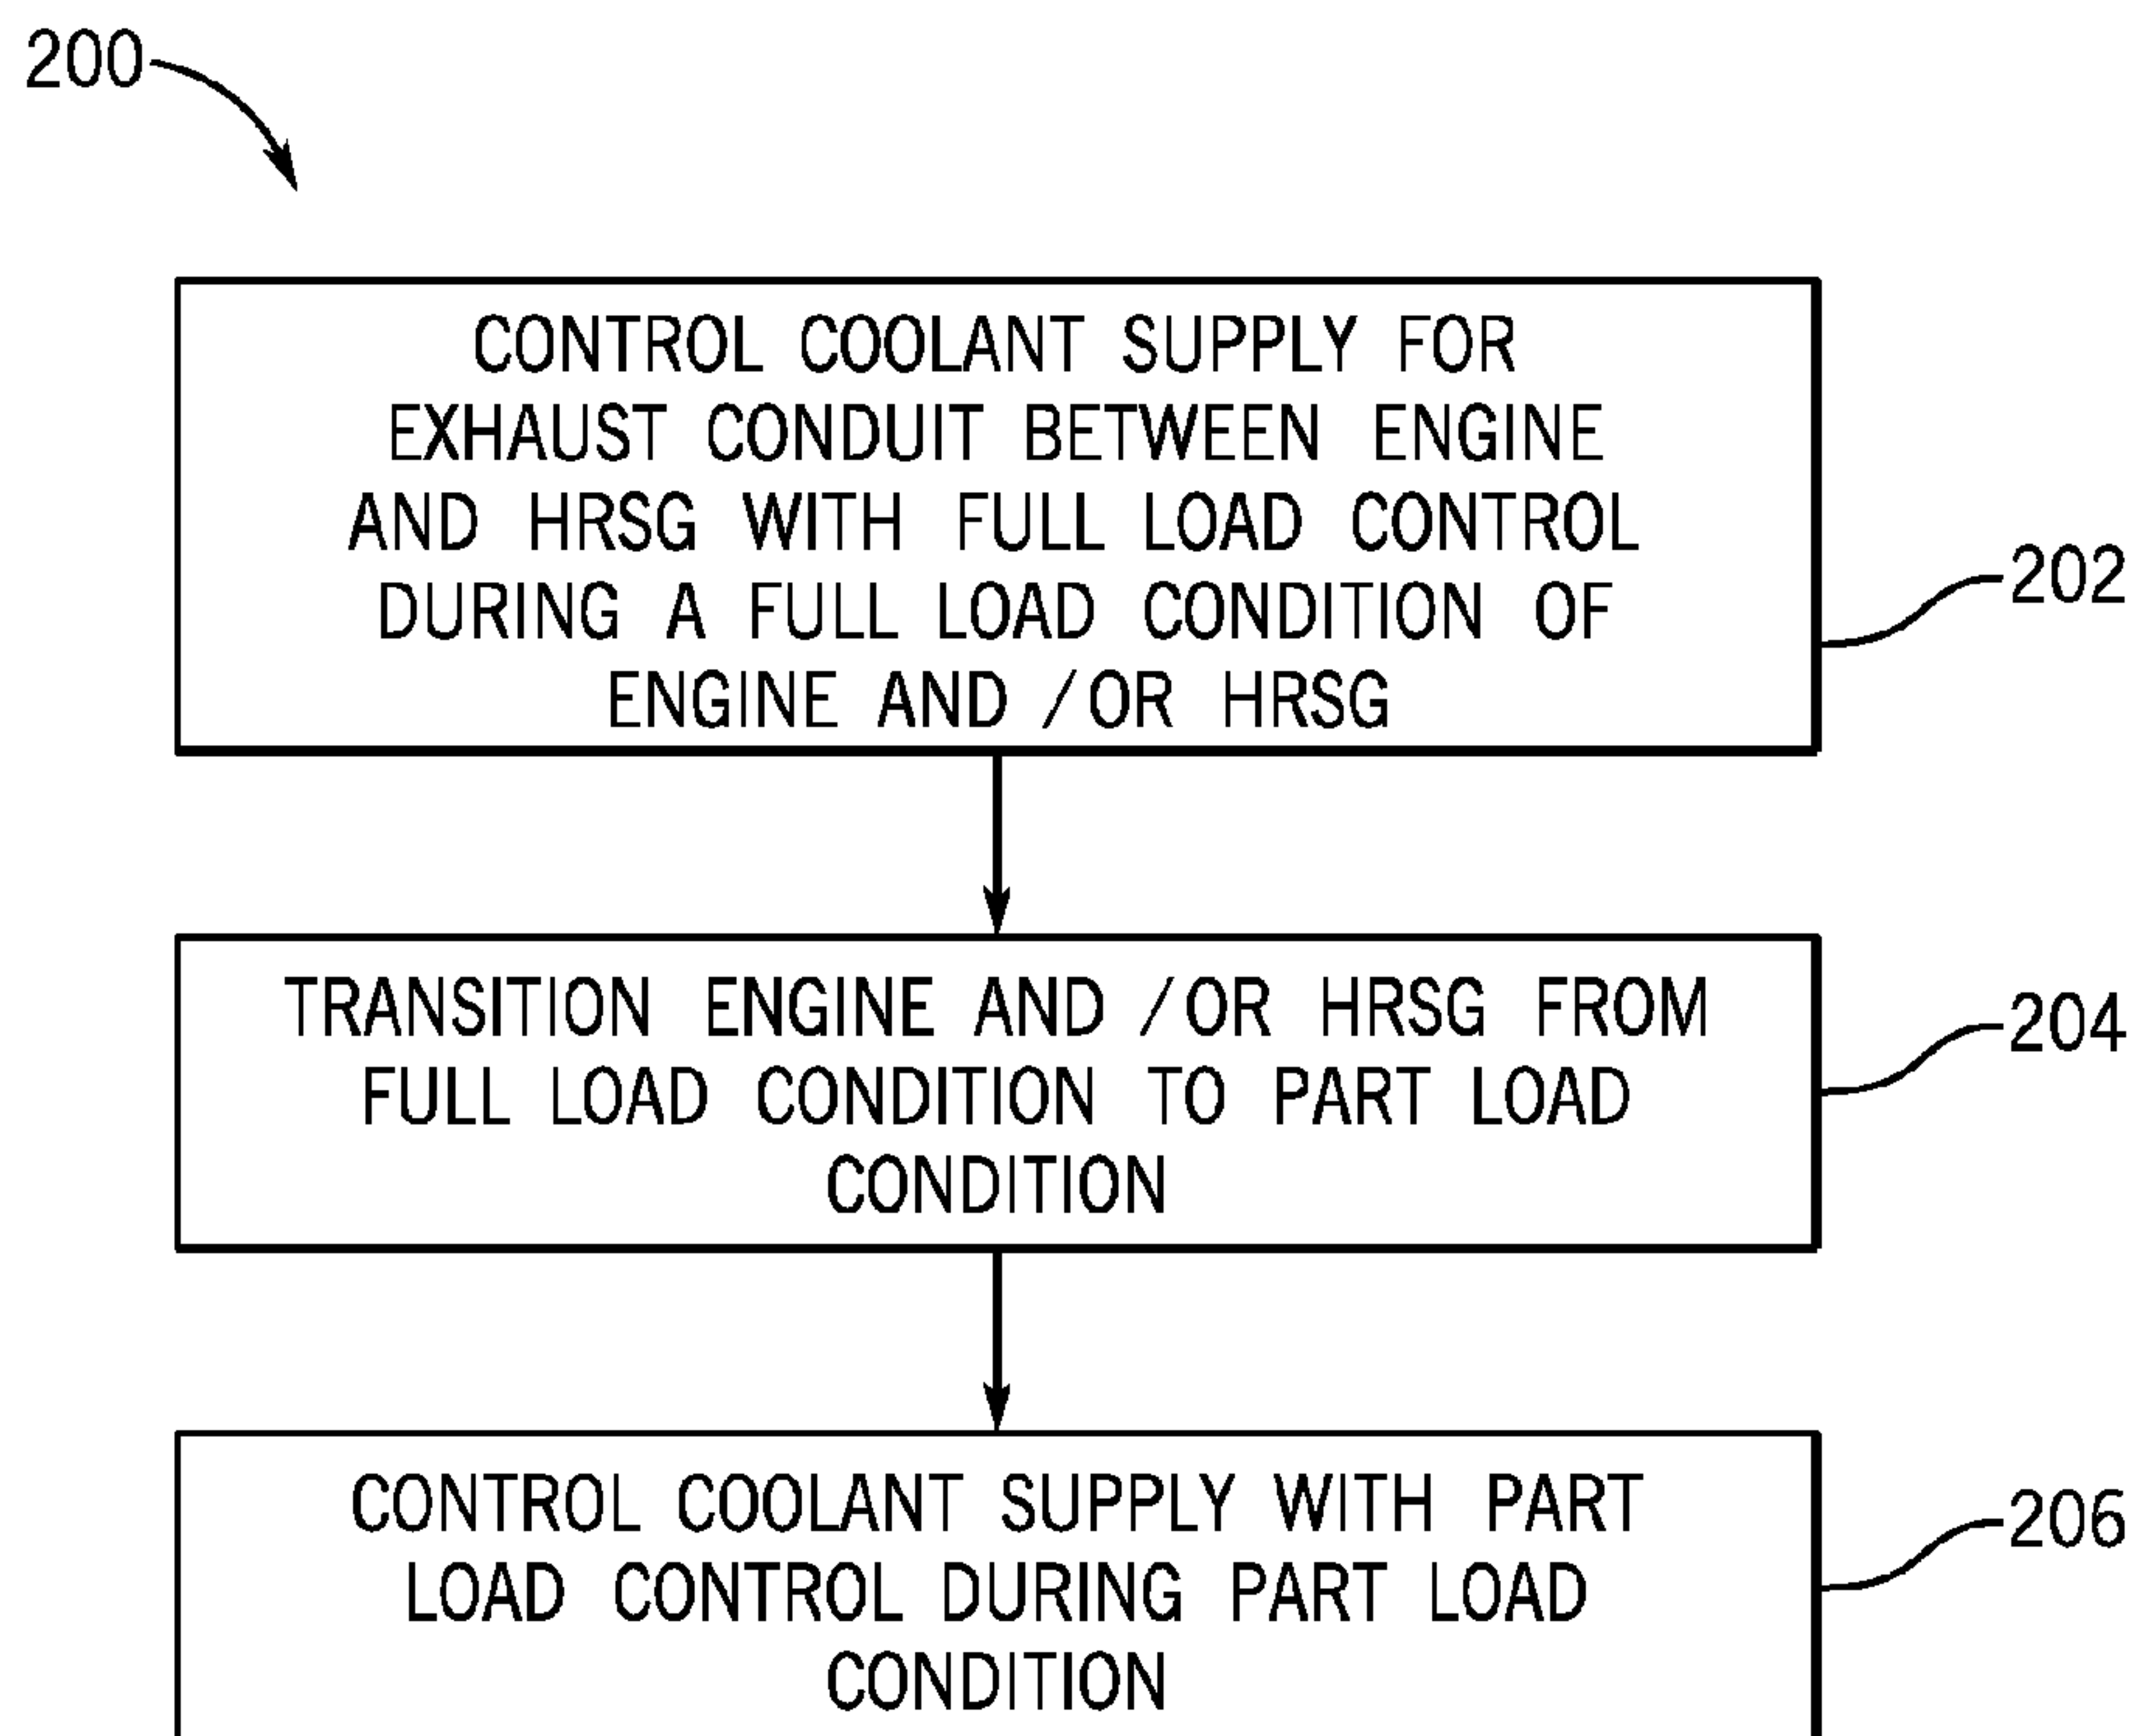 200
CONTROL COOLANT SUPPLY FOR
EXHAUST CONDUIT BETWEEN ENGINE
AND HRSG WITH FULL LOAD CONTROL
DURING A FULL LOAD CONDITION OF
ENGINE AND /OR HRSG
202
TRANSITION ENGINE AND /OR HRSG FROM
FULL LOAD CONDITION TO PART LOAD
CONDITION
204
CONTROL COOLANT SUPPLY WITH PART
LOAD CONTROL DURING PART LOAD
CONDITION
206